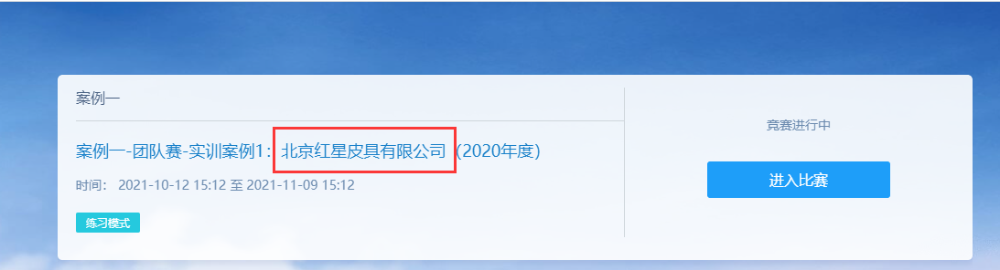 案例一
案例一-团队赛-实训案例1：北京红星皮具有限公司（2020年度）
时间： 2021-10-12 15:12 至 2021-11-09 15:12
练习模式
竞赛进行中
进入比赛